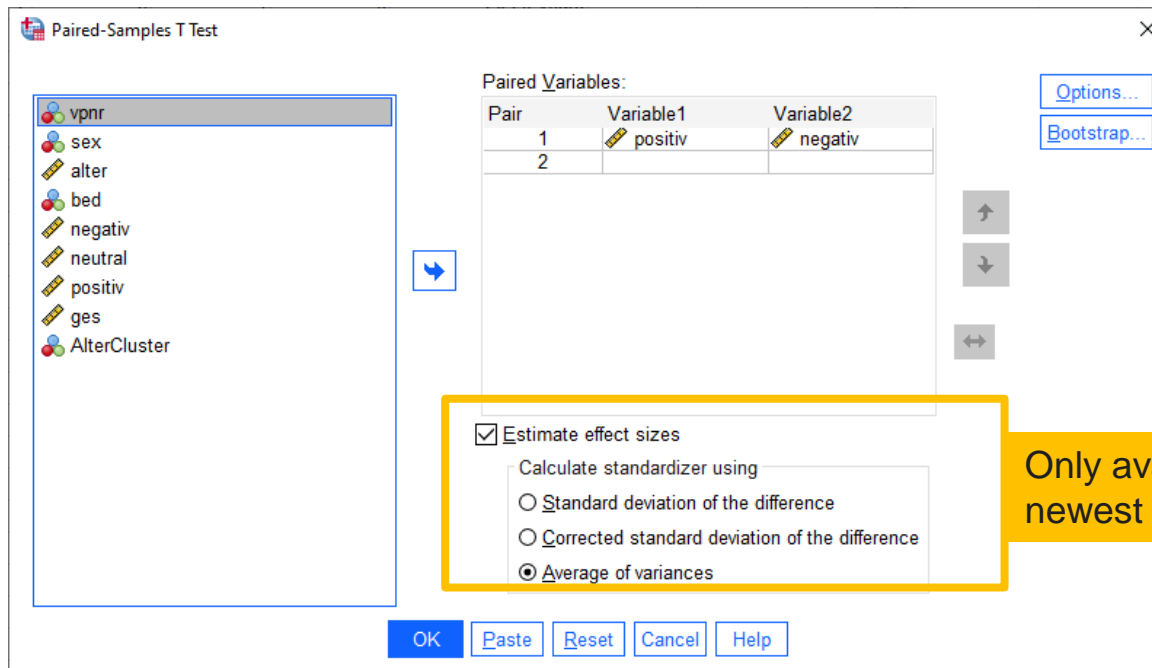 Paired-Samples T Test
vpnr
sex
alter
bed
negativ
neutral
positiv
ges
AlterCluster
Paired Variables:
Pair Variable1 Variable2
1 positiv negativ
2
Options...
Bootstrap...
Estimate effect sizes
Calculate standardizer using
Standard deviation of the difference
Corrected standard deviation of the difference
Average of variances
Only
newest
OK Paste Reset Cancel Help